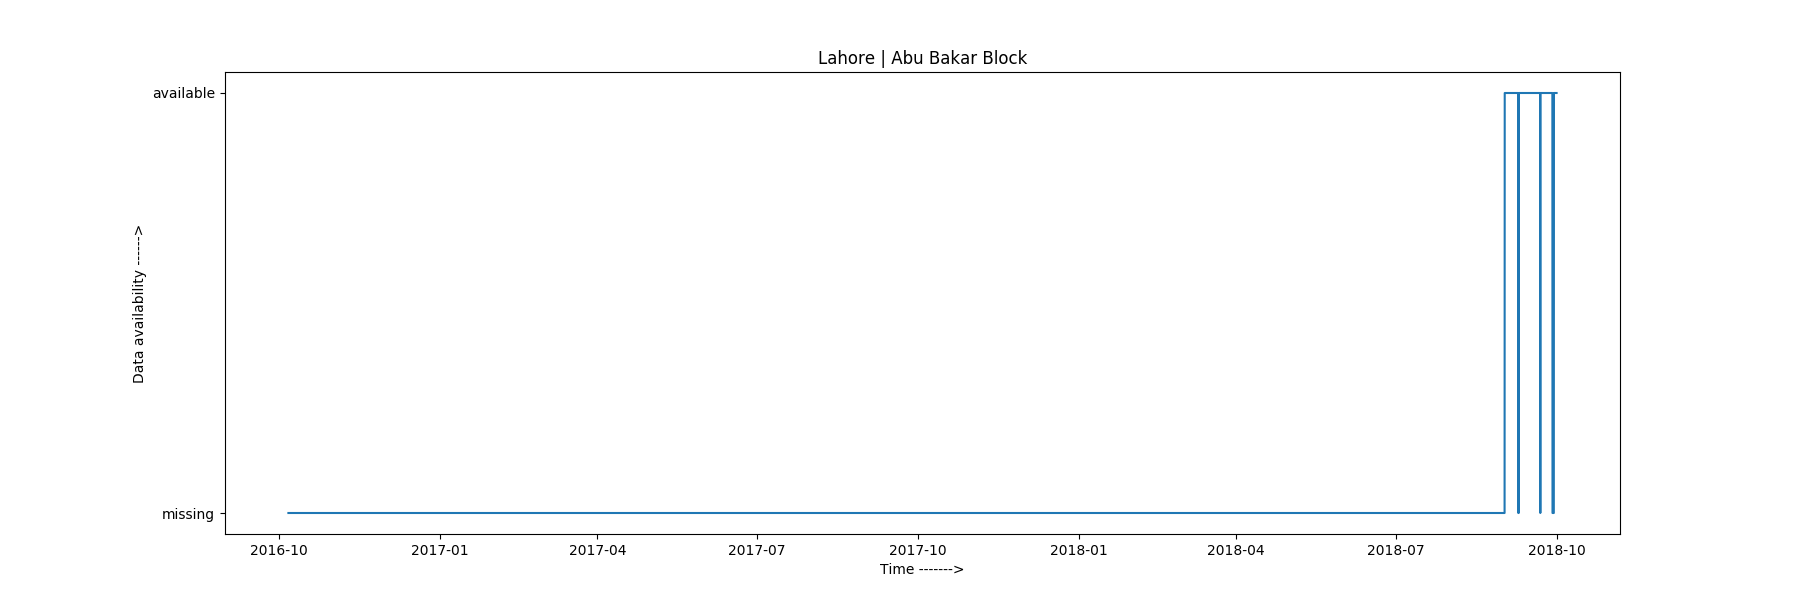 Lahore | Abu Bakar Block
available
missing
Data availability ------>
2016-10 2017-01 2017-04 2017-07 2017-10 2018-01 2018-04 2018-07 2018-10
Time ------->